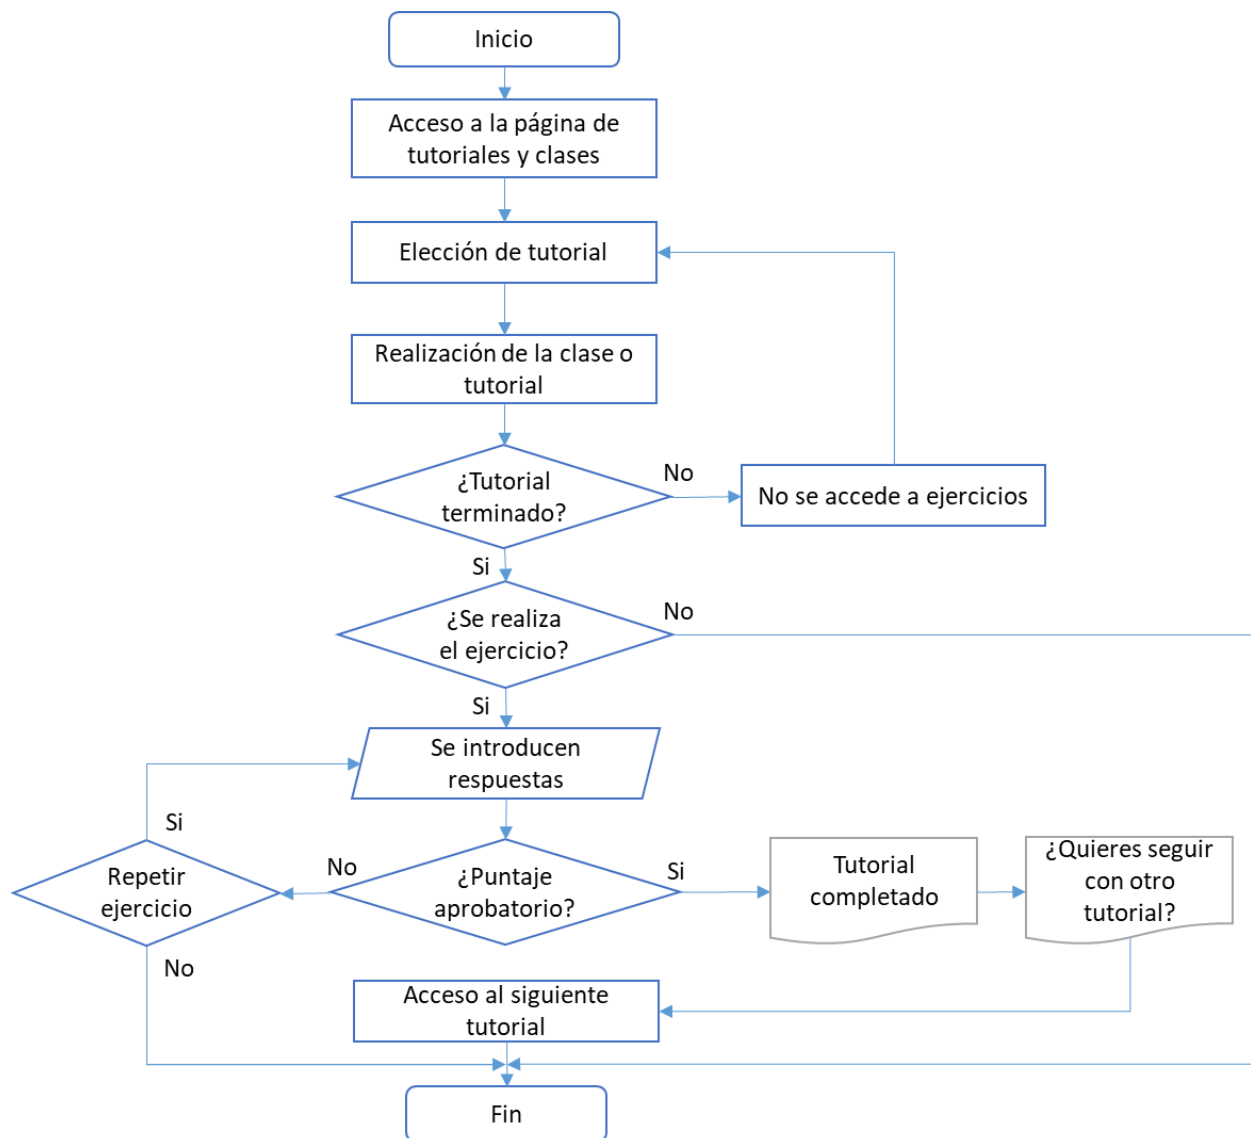 Inicio
Acceso a la página de
tutoriales y clases
Elección de tutorial
Realización de la clase o
tutorial
¿Tutorial
terminado?
No
No se accede a ejercicios
Si
¿Se realiza
el ejercicio?
No
Si
Se introducen
respuestas
Si
Repetir
ejercicio
No
No
¿Puntaje
aprobatorio?
Si
Tutorial
completado
¿Quieres seguir
con otro
tutorial?
Acceso al siguiente
tutorial
Fin